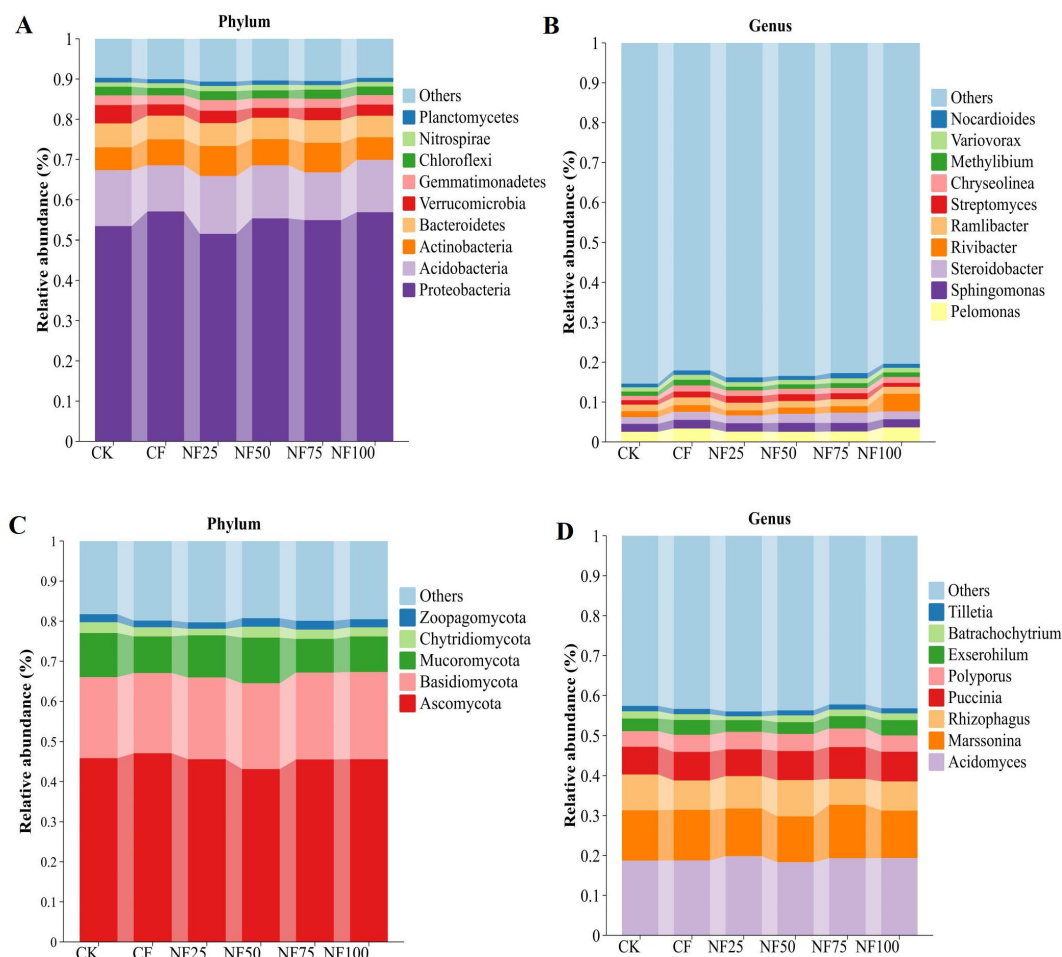 A
Phylum
Relative abundance (%)
1
0.9
0.8
0.7
0.6
0.5
0.4
0.3
0.2
0.1
0
CK CF NF25 NF50 NF75 NF100
Others
Planctomycetes
Nitrospirae
Chloroflexi
Gemmatimonadetes
Verrucomicrobia
Bacteroidetes
Actinobacteria
Acidobacteria
Proteobacteria
B
Genus
Relative abundance (%)
1
0.9
0.8
0.7
0.6
0.5
0.4
0.3
0.2
0.1
0
CK CF NF25 NF50 NF75 NF100
Others
Nocardioides
Variovorax
Methylibium
Chryseolinea
Streptomyces
Ramlibacter
Rivibacter
Steroidobacter
Sphingomonas
Pelomonas
C
Phylum
Relative abundance (%)
1
0.9
0.8
0.7
0.6
0.5
0.4
0.3
0.2
0.1
0
CK CF NF25 NF50 NF75 NF100
Others
Zoopagomycota
Chytridiomycota
Mucoromycota
Basidiomycota
Ascomycota
D
Genus
Relative abundance (%)
1
0.9
0.8
0.7
0.6
0.5
0.4
0.3
0.2
0.1
0
CK CF NF25 NF50 NF75 NF100
Others
Tilletia
Batrachochytrium
Exserohilum
Polyporus
Puccinia
Rhizophagus
Marssonina
Acidomyces